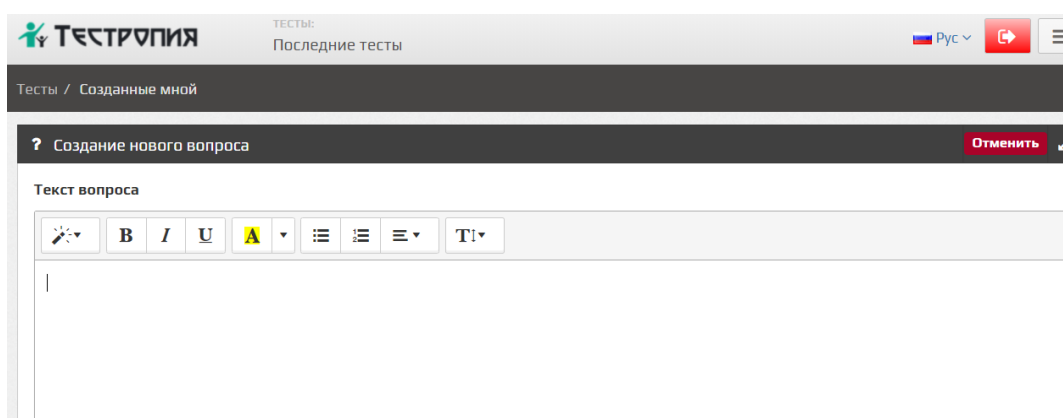 Тестропия
ТЕСТЫ:
Последние тесты
Рус
Тесты / Созданные мной
? Создание нового вопроса
Отменить
Текст вопроса
B I U A T